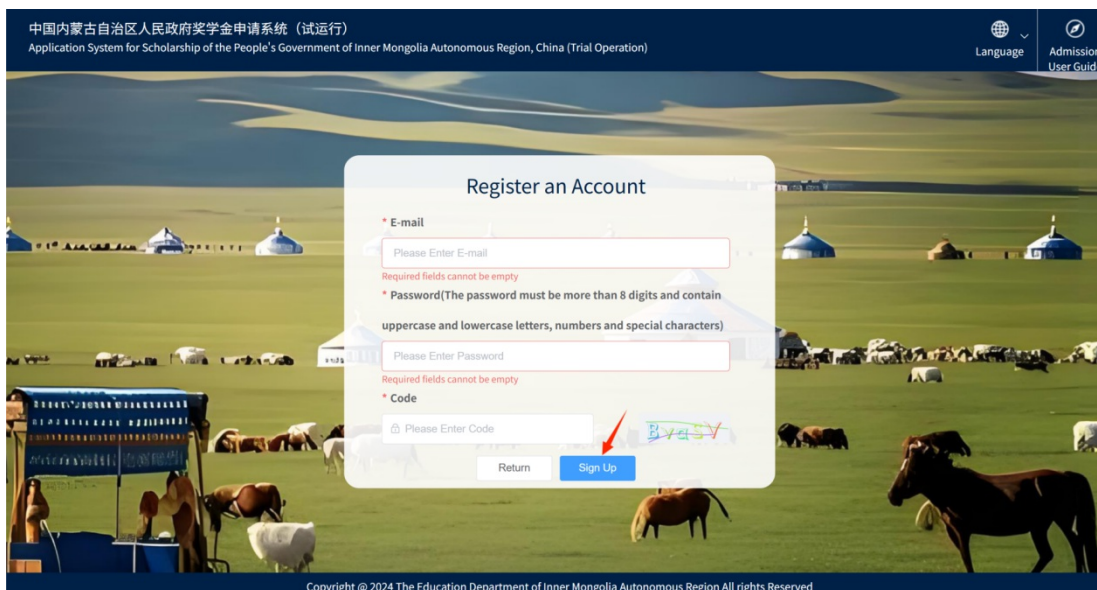 中国内蒙古自治区人民政府奖学金申请系统（试运行）
Application System for Scholarship of the People's Government of Inner Mongolia Autonomous Region, China (Trial Operation)
Language
Admission
User Guid
Register an Account
* E-mail
Please Enter E-mail
Required fields cannot be empty
* Password(The password must be more than 8 digits and contain
uppercase and lowercase letters, numbers and special characters)
Please Enter Password
Required fields cannot be empty
* Code
Please Enter Code
Return
Sign Up
Copyright @ 2024 The Education Department of Inner Mongolia Autonomous Region All rights Reserved